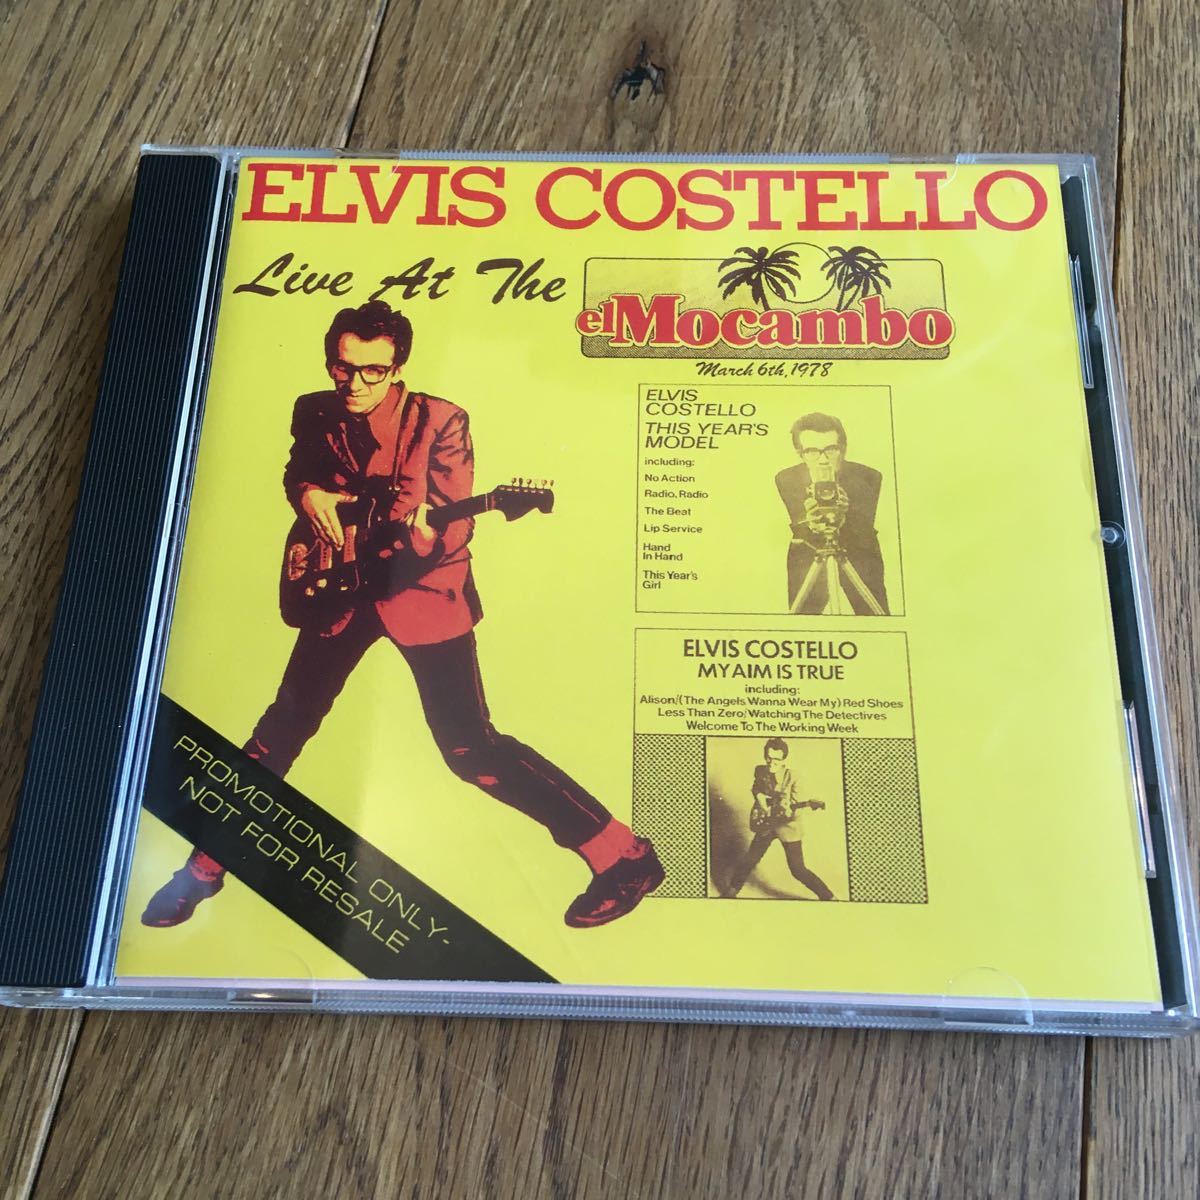 ELVIS COSTELLO
Live At The
elMocambo
March 6th, 1978
ELVIS
COSTELLO
THIS YEAR'S
MODEL
including:
No Action
Radio, Radio
The Beat
Lip Service
Hand
In Hand
This Year's
Girl
ELVIS COSTELLO
MY AIM IS TRUE
including:
Alison/(The Angels Wanna Wear My) Red Shoes
Less Than Zero/Watching The Detectives
Welcome To The Working Week
PROMOTIONAL ONLY-
NOT FOR RESALE